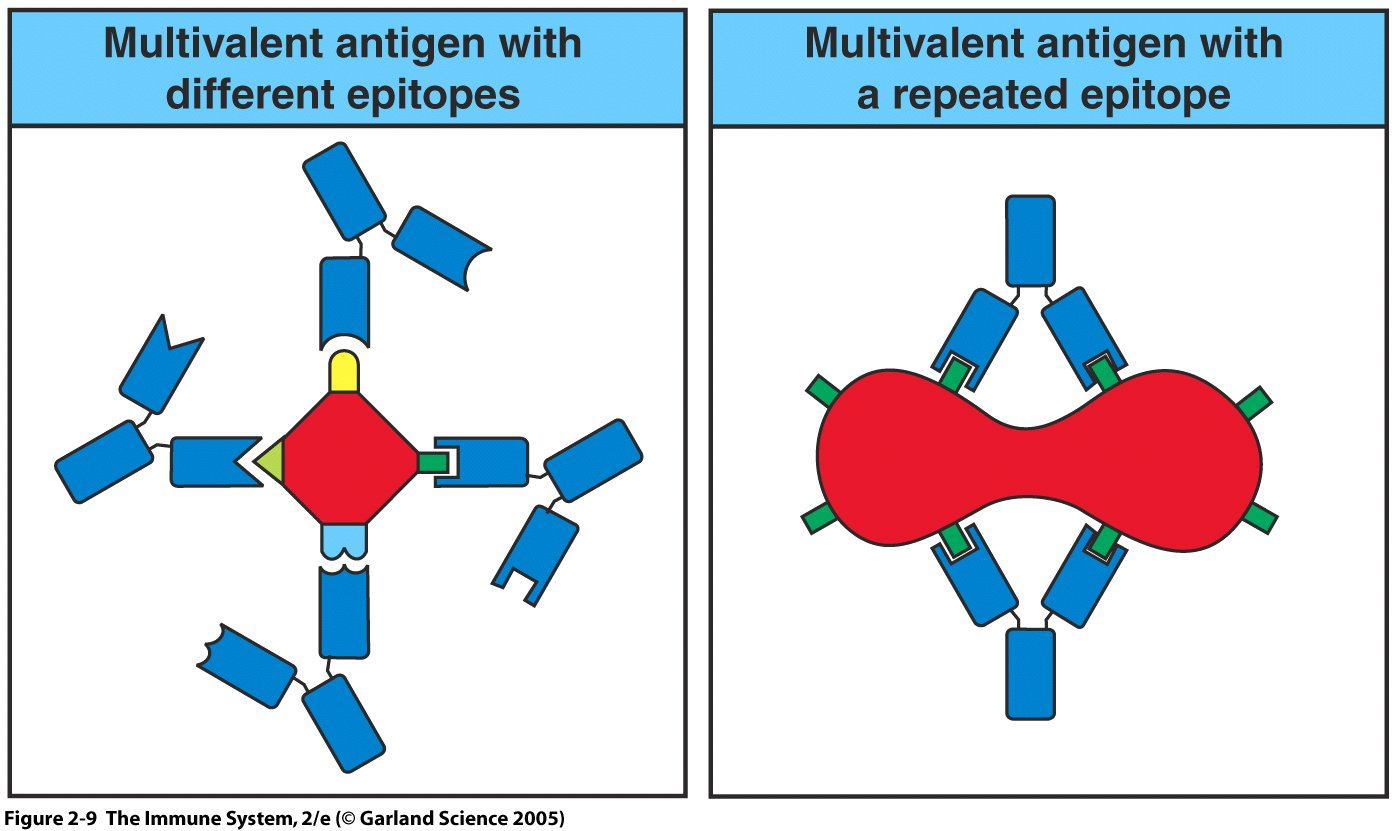 Multivalent antigen with
different epitopes
Multivalent antigen with
a repeated epitope
Figure 2-9 The Immune System, 2/e (© Garland Science 2005)